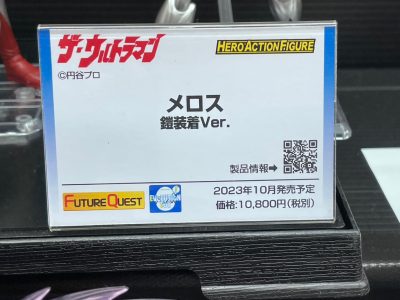 ザ☆ウルトラマン
HERO ACTION FIGURE
©円谷プロ
メロス
鎧装着Ver.
製品情報→
FUTURE QUEST
EVOLUTION
2023年10月発売予定
価格:10,800円(税別)